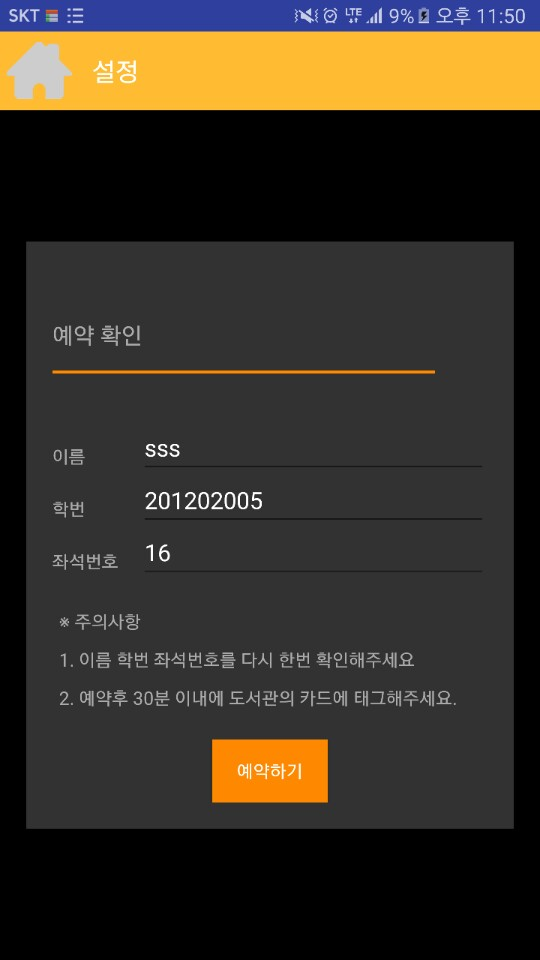 SKT LTE 9% 오후 11:50
설정
예약 확인
이름 sss
학번 201202005
좌석번호 16
※ 주의사항
1. 이름 학번 좌석번호를 다시 한번 확인해주세요
2. 예약후 30분 이내에 도서관의 카드에 태그해주세요.
예약하기